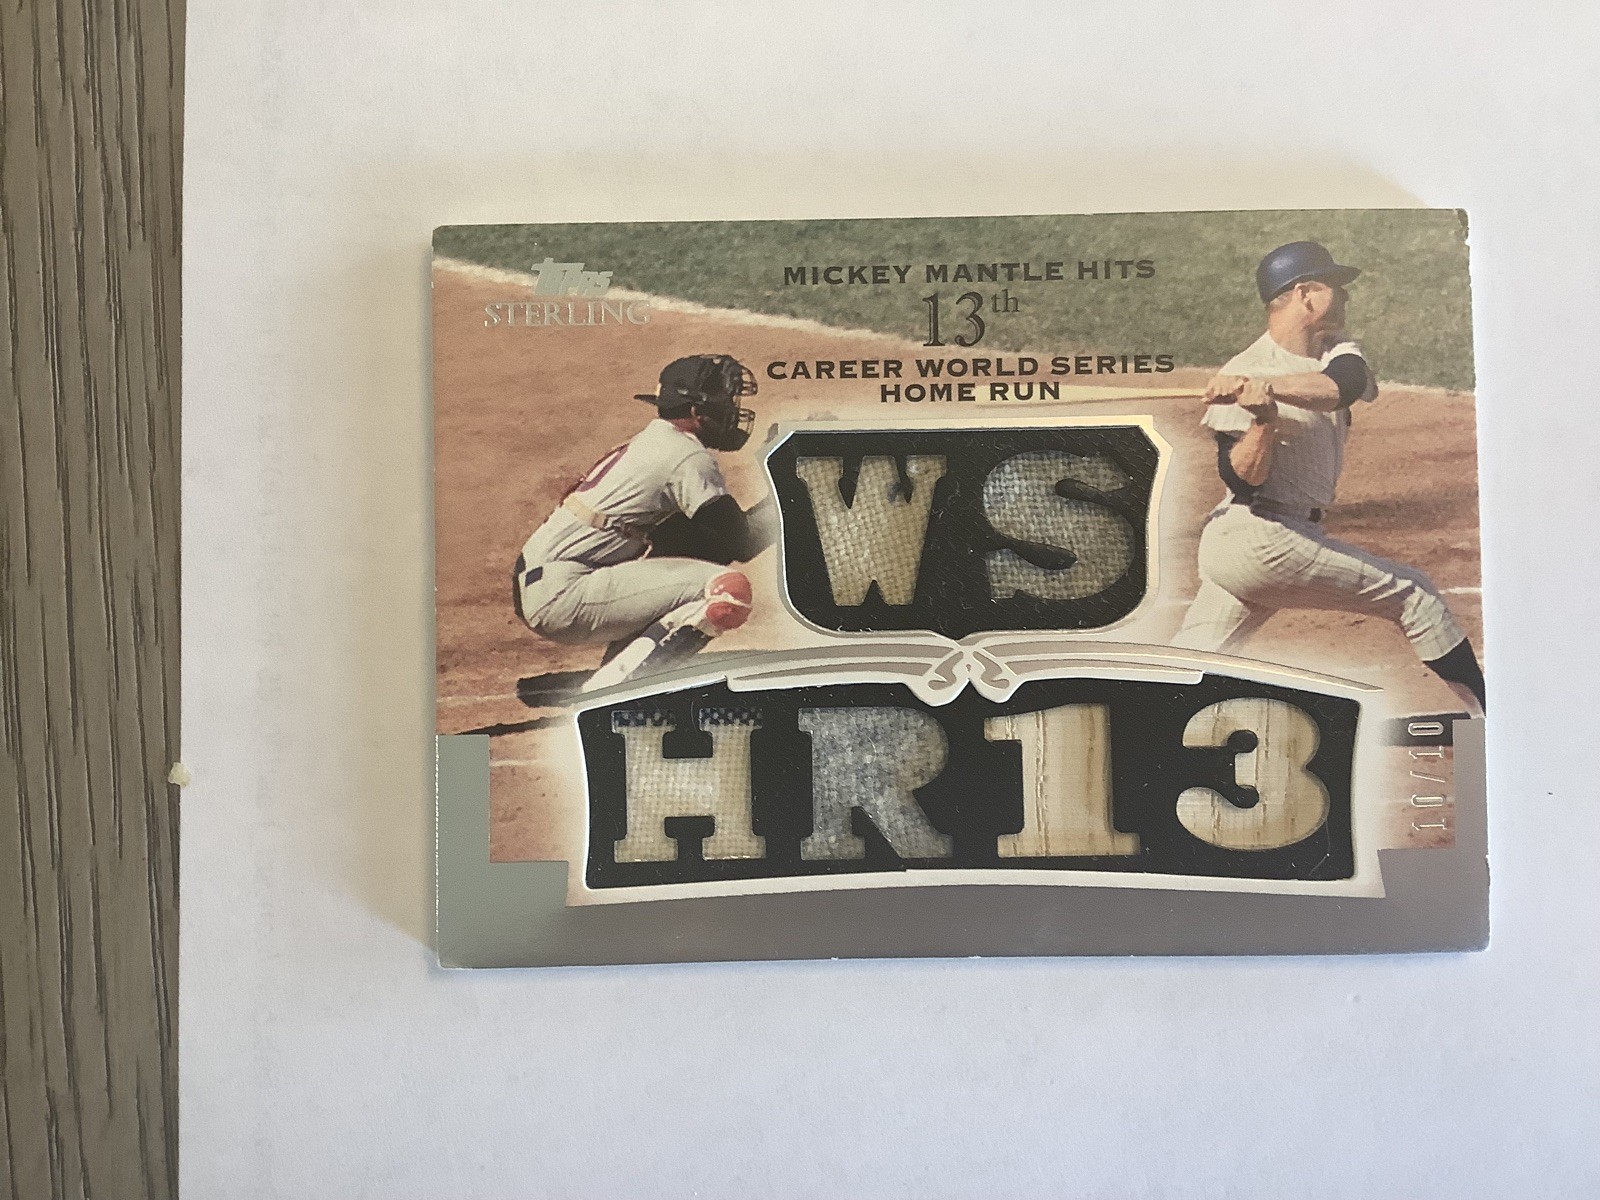 Topps
STERLING
MICKEY MANTLE HITS
13th
CAREER WORLD SERIES
HOME RUN
WS
HR13
10/10